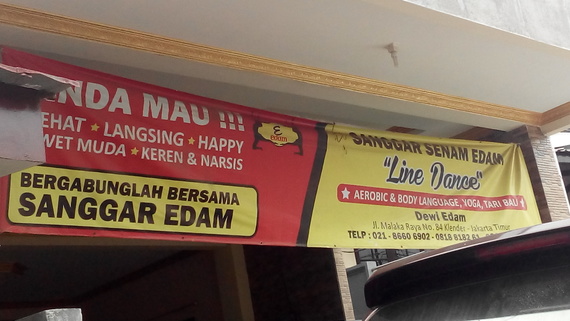 NDA MAU !!!
EHAT ★ LANGSING ★ HAPPY
WET MUDA ★ KEREN & NARSIS
E
EDAM
BERGABUNGLAH BERSAMA
SANGGAR EDAM
SANGGAR SENAM EDAM
"Line Dance"
★ AEROBIC & BODY LANGUAGE, YOGA, TARI BALI ★
Dewi Edam
Jl. Malaka Raya No. 84 Klender - Jakarta Timur
TELP : 021 - 8660 6902 - 0818 8182